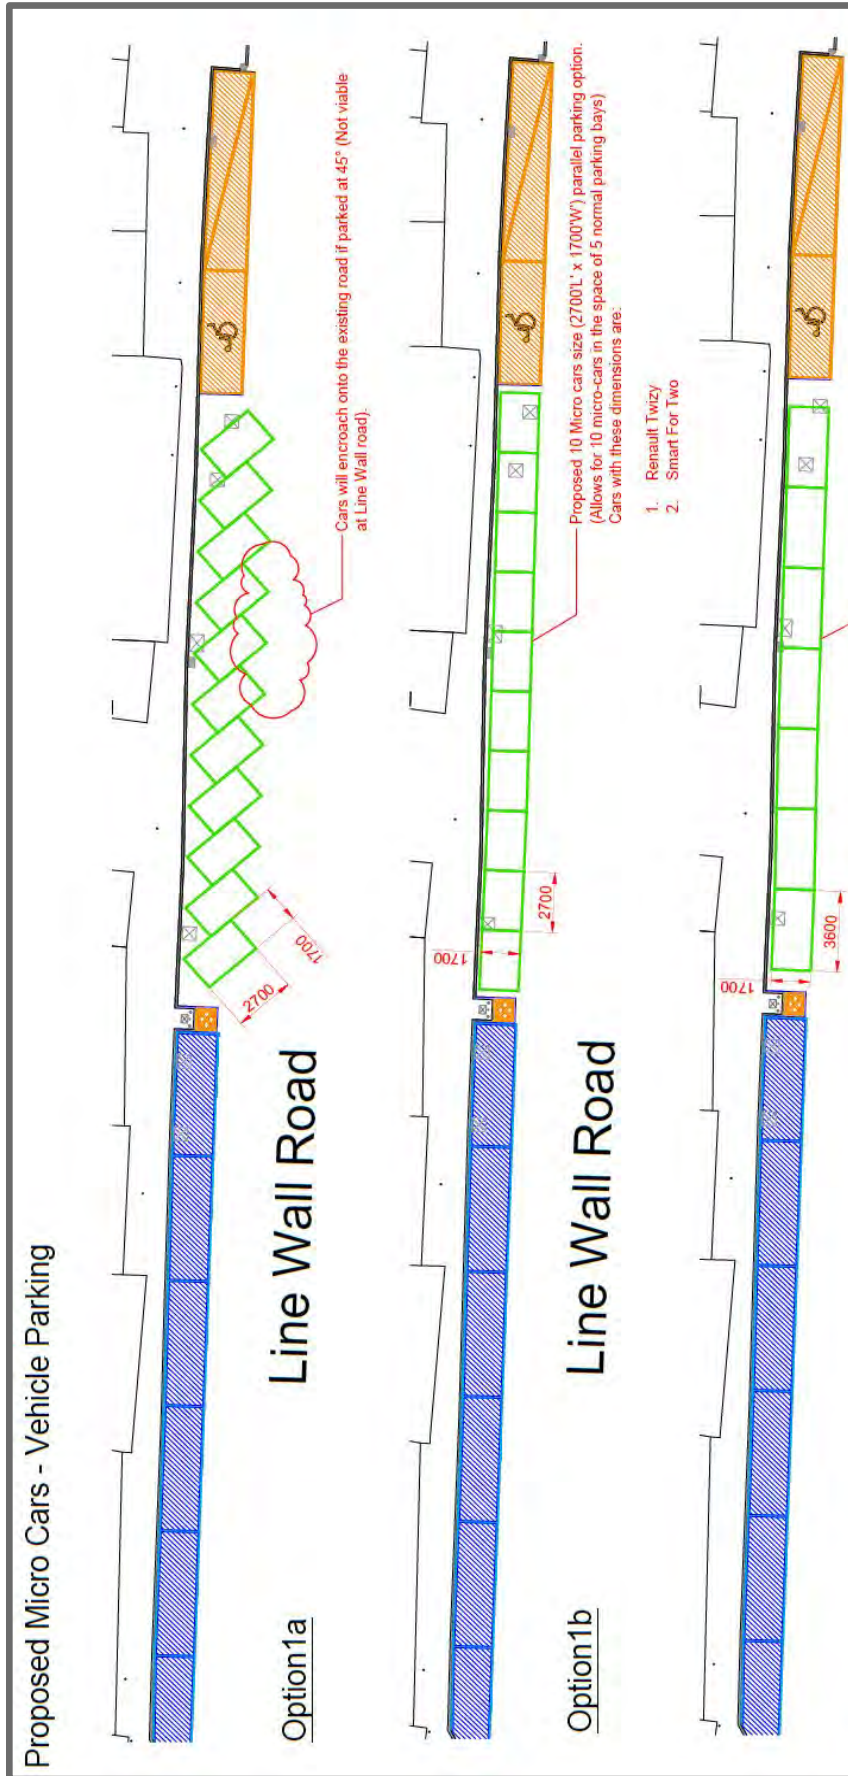 Proposed Micro Cars - Vehicle Parking
Option1a
Line Wall Road
2700
1700
Cars will encroach onto the existing road if parked at 45° (Not viable
at Line Wall road).
Option1b
Line Wall Road
1700
2700
Proposed 10 Micro cars size (2700'L' x 1700'W') parallel parking option.
(Allows for 10 micro-cars in the space of 5 normal parking bays)
Cars with these dimensions are:
1. Renault Twizy
2. Smart For Two
1700
3600